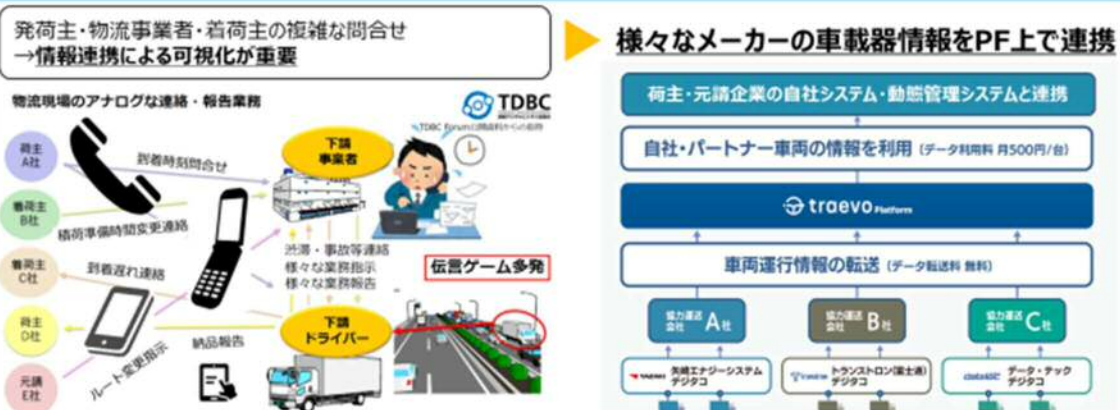 発荷主・物流事業者・着荷主の複雑な問合せ
→情報連携による可視化が重要
物流現場のアナログな連絡・報告業務
TDBC
TDBC Forum公開資料からの引用
荷主
A社
着荷主
B社
着荷主
C社
荷主
D社
元請
E社
到着時刻問合せ
積荷準備時間変更連絡
到着遅れ連絡
ルート変更指示
納品報告
下請
事業者
渋滞・事故等連絡
様々な業務指示
様々な業務報告
伝言ゲーム多発
下請
ドライバー
様々なメーカーの車載器情報をPF上で連携
荷主・元請企業の自社システム・動態管理システムと連携
自社・パートナー車両の情報を利用 (データ利用料 月500円/台)
traevo Platform
車両運行情報の転送 (データ転送料 無料)
協力運送
会社 A社
協力運送
会社 B社
協力運送
会社 C社
矢崎エナジーシステム
デジタコ
トランストロン(富士通)
デジタコ
データ・テック
デジタコ